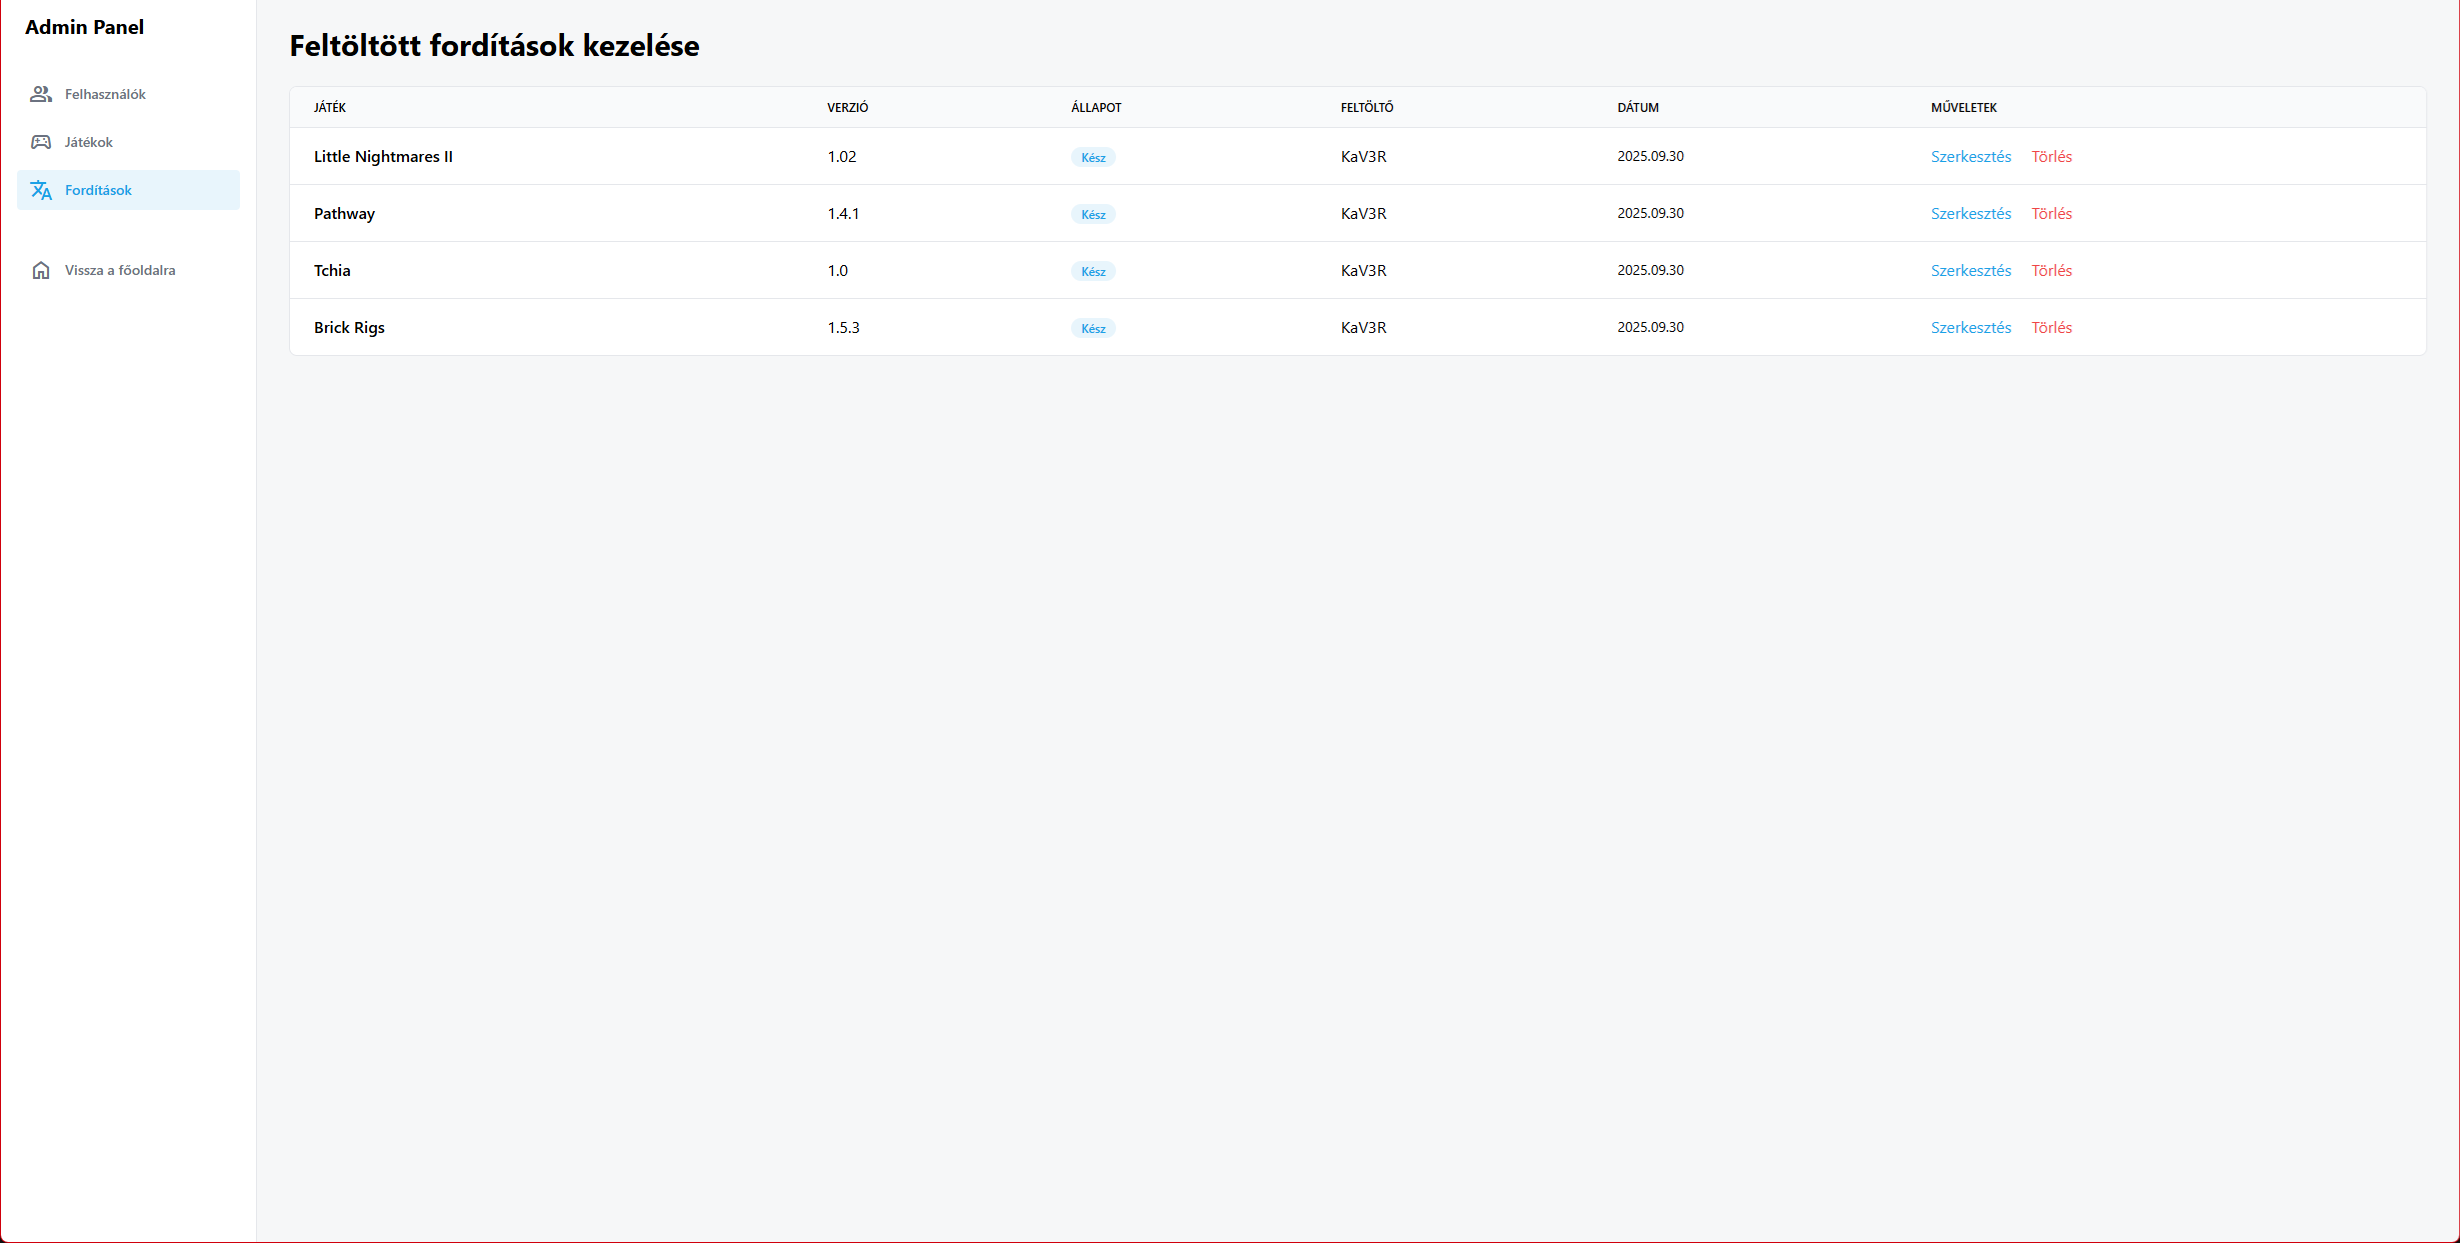 Admin Panel
Felhasználók
Játékok
Fordítások
Vissza a főoldalra
Feltöltött fordítások kezelése
JÁTÉK VERZIÓ ÁLLAPOT FELTÖLTŐ DÁTUM MŰVELETEK
Little Nightmares II 1.02 Kész KaV3R 2025.09.30 Szerkesztés Törlés
Pathway 1.4.1 Kész KaV3R 2025.09.30 Szerkesztés Törlés
Tchia 1.0 Kész KaV3R 2025.09.30 Szerkesztés Törlés
Brick Rigs 1.5.3 Kész KaV3R 2025.09.30 Szerkesztés Törlés